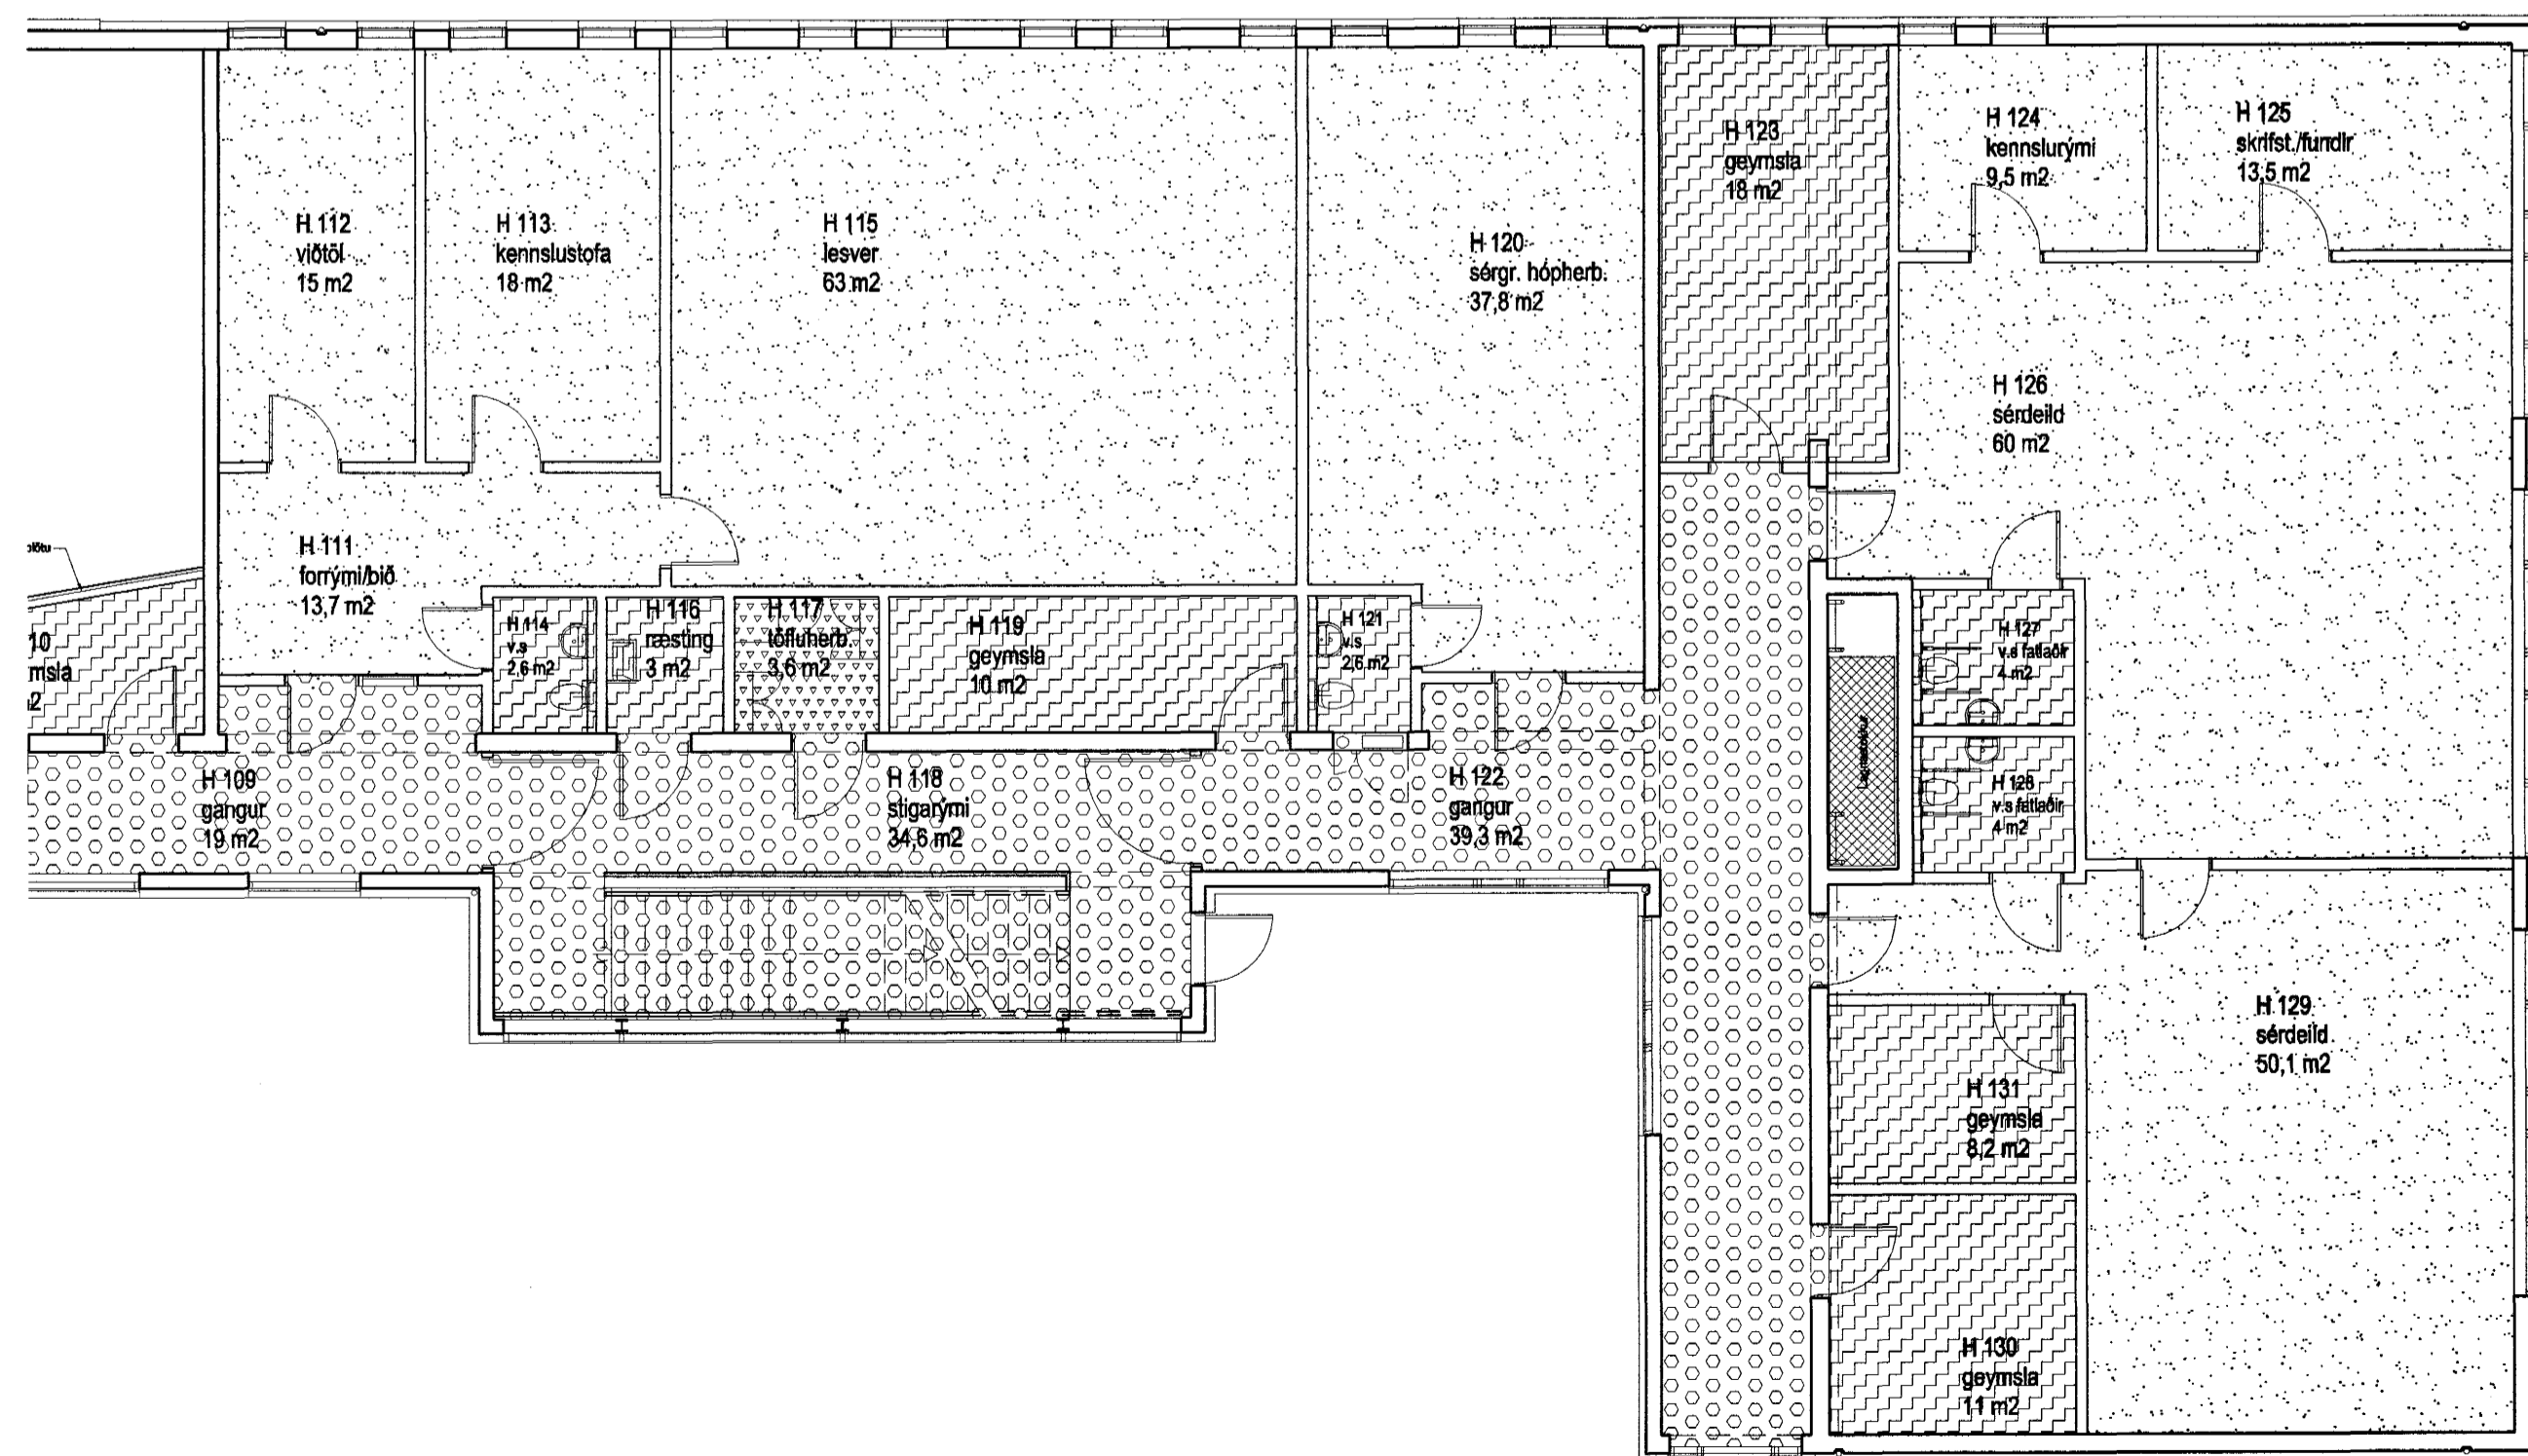 H 112
viðtöl
15 m2
H 113
kennslustofa
18 m2
H 115
lesver
63 m2
H 120
sérgr. hópherb.
37,8 m2
H 123
geymsla
18 m2
H 124
kennslurými
9,5 m2
H 125
skrifst./fundir
13,5 m2
H 126
sérdeild
60 m2
H 111
forrými/bið
13,7 m2
10
msla
2
H 114
v.s
2,6 m2
H 116
ræsting
3 m2
H 117
töfluherb.
3,6 m2
H 119
geymsla
10 m2
H 121
v.s
2,6 m2
H 127
v.s fatlaðir
4 m2
H 109
gangur
19 m2
H 118
stigarými
34,6 m2
H 122
gangur
39,3 m2
H 128
v.s fatlaðir
4 m2
H 129
sérdeild
50,1 m2
H 131
geymsla
8,2 m2
H 130
geymsla
11 m2